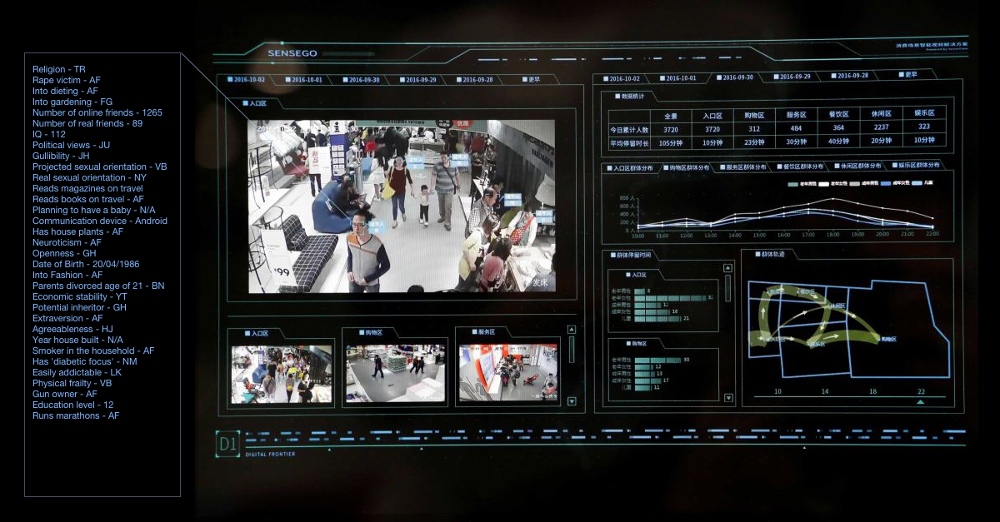 Religion - TR
Rape victim - AF
Into dieting - AF
Into gardening - FG
Number of online friends - 1265
Number of real friends - 89
IQ - 112
Political views - JU
Gullibility - JH
Projected sexual orientation - VB
Real sexual orientation - NY
Reads magazines on travel
Reads books on travel - AF
Planning to have a baby - N/A
Communication device - Android
Has house plants - AF
Neuroticism - AF
Openness - GH
Date of Birth - 20/04/1986
Into Fashion - AF
Parents divorced age of 21 - BN
Economic stability - YT
Potential inheritor - GH
Extraversion - AF
Agreeableness - HJ
Year house built - N/A
Smoker in the household - AF
Has 'diabetic focus' - NM
Easily addictable - LK
Physical frailty - VB
Gun owner - AF
Education level - 12
Runs marathons - AF
SENSEGO
消费场景智能视频解决方案
2016-10-02 2016-10-01 2016-09-30 2016-09-29 2016-09-28 更早
入口区
新品
优惠
99
沙发床
入口区 购物区 服务区
2016-10-02 2016-10-01 2016-09-30 2016-09-29 2016-09-28 更早
数据统计
全景 入口区 购物区 服务区 餐饮区 休闲区 娱乐区
今日累计人数 3720 3720 312 484 364 2237 323
平均停留时长 105分钟 10分钟 23分钟 30分钟 40分钟 20分钟 10分钟
入口区群体分布 购物区群体分布 服务区群体分布 餐饮区群体分布 休闲区群体分布 娱乐区群体分布
老年男性 老年女性 成年男性 成年女性 儿童
800 人
600 人
400 人
200 人
0 人
10:00 11:00 12:00 13:00 14:00 15:00 16:00 17:00 18:00 19:00 20:00 21:00 22:00
群体停留时间
入口区
老年男性 5
老年女性
成年男性
成年女性 16
儿童 21
购物区
老年男性 30
老年女性 12
成年男性 13
成年女性 17
儿童 11
群体轨迹
餐饮区
休闲区
娱乐区
购物区
10 14 18 22
D1
DIGITAL FRONTIER